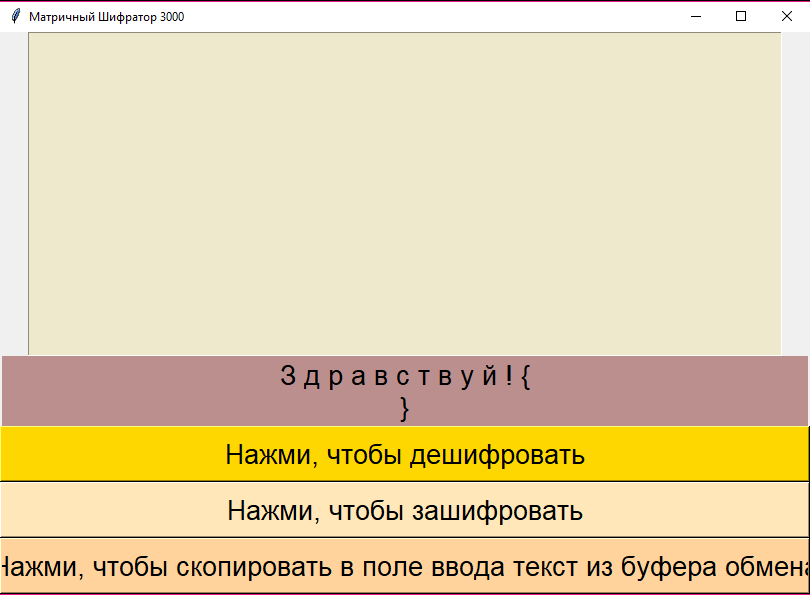 Матричный Шифратор 3000
З д р а в с т в у й ! {
}
Нажми, чтобы дешифровать
Нажми, чтобы зашифровать
Нажми, чтобы скопировать в поле ввода текст из буфера обмена